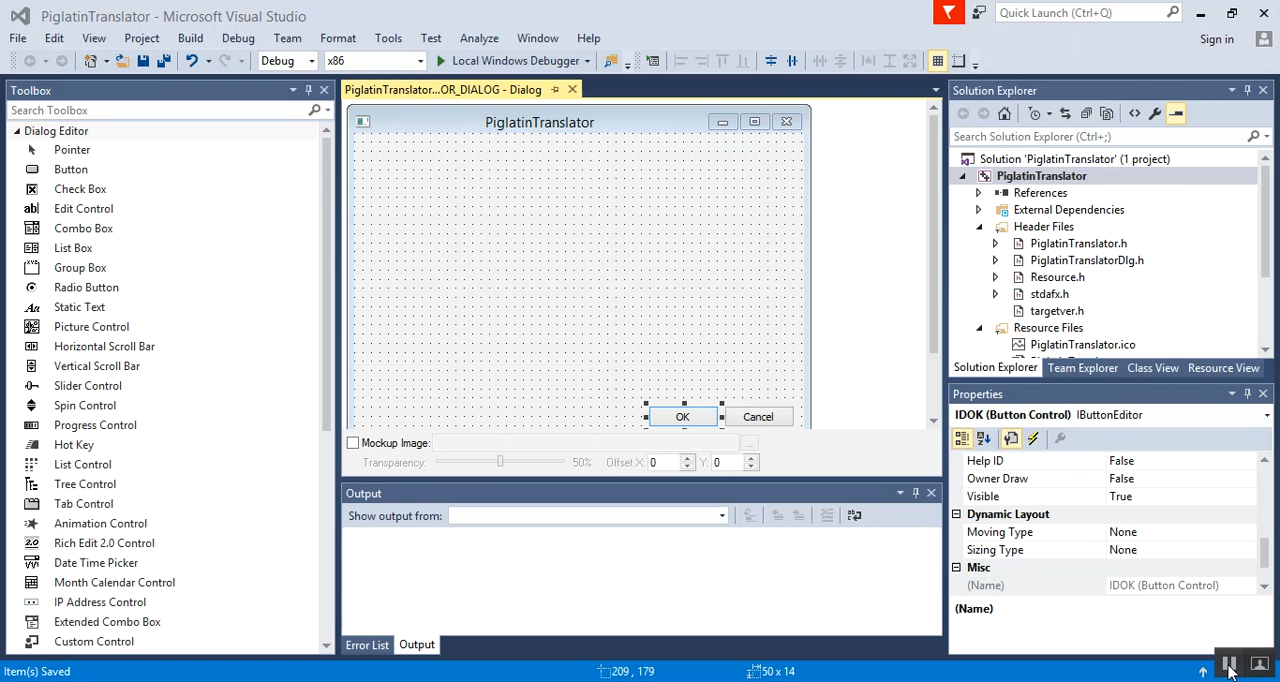 PiglatinTranslator - Microsoft Visual Studio
Quick Launch (Ctrl+Q)
File Edit View Project Build Debug Team Format Tools Test Analyze Window Help
Sign in
Debug x86 Local Windows Debugger
Toolbox
PiglatinTranslator...OR_DIALOG - Dialog
Solution Explorer
Search Toolbox
Dialog Editor
Pointer
Button
Check Box
Edit Control
Combo Box
List Box
Group Box
Radio Button
Static Text
Picture Control
Horizontal Scroll Bar
Vertical Scroll Bar
Slider Control
Spin Control
Progress Control
Hot Key
List Control
Tree Control
Tab Control
Animation Control
Rich Edit 2.0 Control
Date Time Picker
Month Calendar Control
IP Address Control
Extended Combo Box
Custom Control
PiglatinTranslator
OK Cancel
Mockup Image: ...
Transparency: 50% Offset X: 0 Y: 0
Output
Show output from:
Error List Output
Search Solution Explorer (Ctrl+;)
Solution 'PiglatinTranslator' (1 project)
PiglatinTranslator
References
External Dependencies
Header Files
PiglatinTranslator.h
PiglatinTranslatorDlg.h
Resource.h
stdafx.h
targetver.h
Resource Files
PiglatinTranslator.ico
Solution Explorer Team Explorer Class View Resource View
Properties
IDOK (Button Control) IButtonEditor
Help ID False
Owner Draw False
Visible True
Dynamic Layout
Moving Type None
Sizing Type None
Misc
(Name) IDOK (Button Control)
(Name)
Item(s) Saved 209 , 179 50 x 14